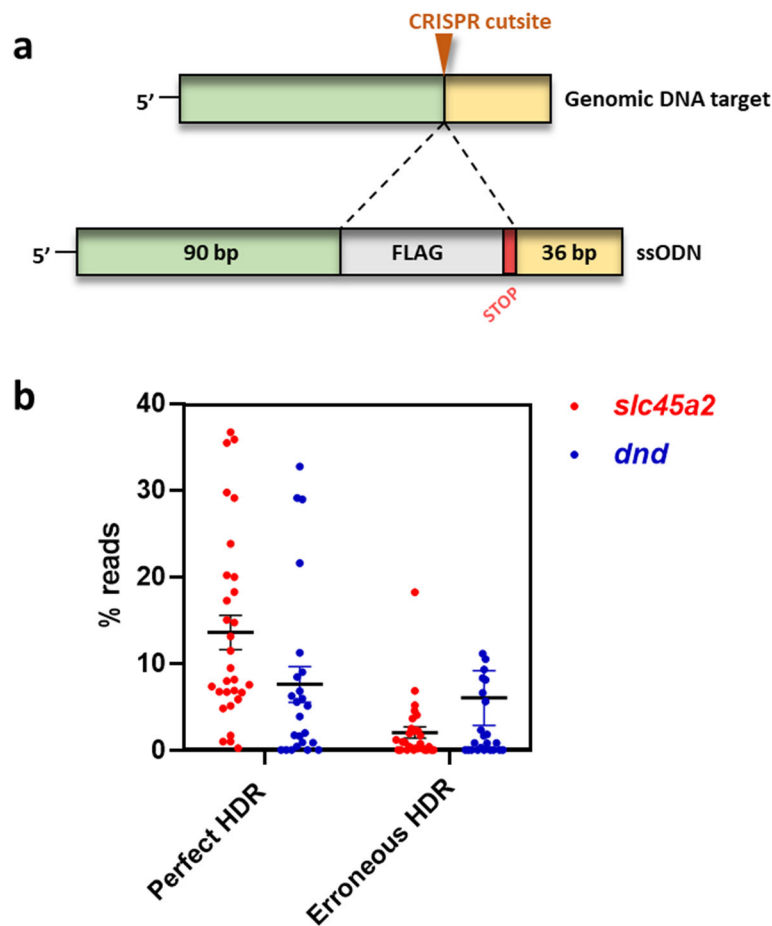 a
CRISPR cutsite
5’
Genomic DNA target
5’
90 bp
FLAG
36 bp
ssODN
STOP
b
% reads
40
30
20
10
0
slc45a2
dnd
Perfect HDR
Erroneous HDR